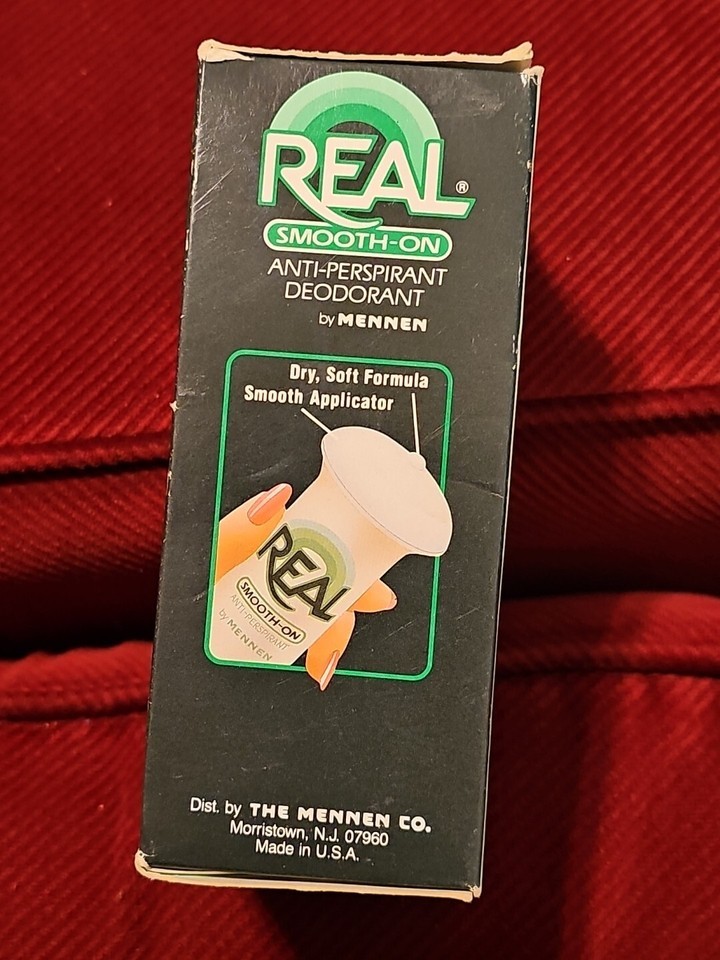 REAL®
SMOOTH-ON
ANTI-PERSPIRANT
DEODORANT
by MENNEN
Dry, Soft Formula
Smooth Applicator
REAL
SMOOTH-ON
ANTI-PERSPIRANT
by MENNEN
Dist. by THE MENNEN CO.
Morristown, N.J. 07960
Made in U.S.A.